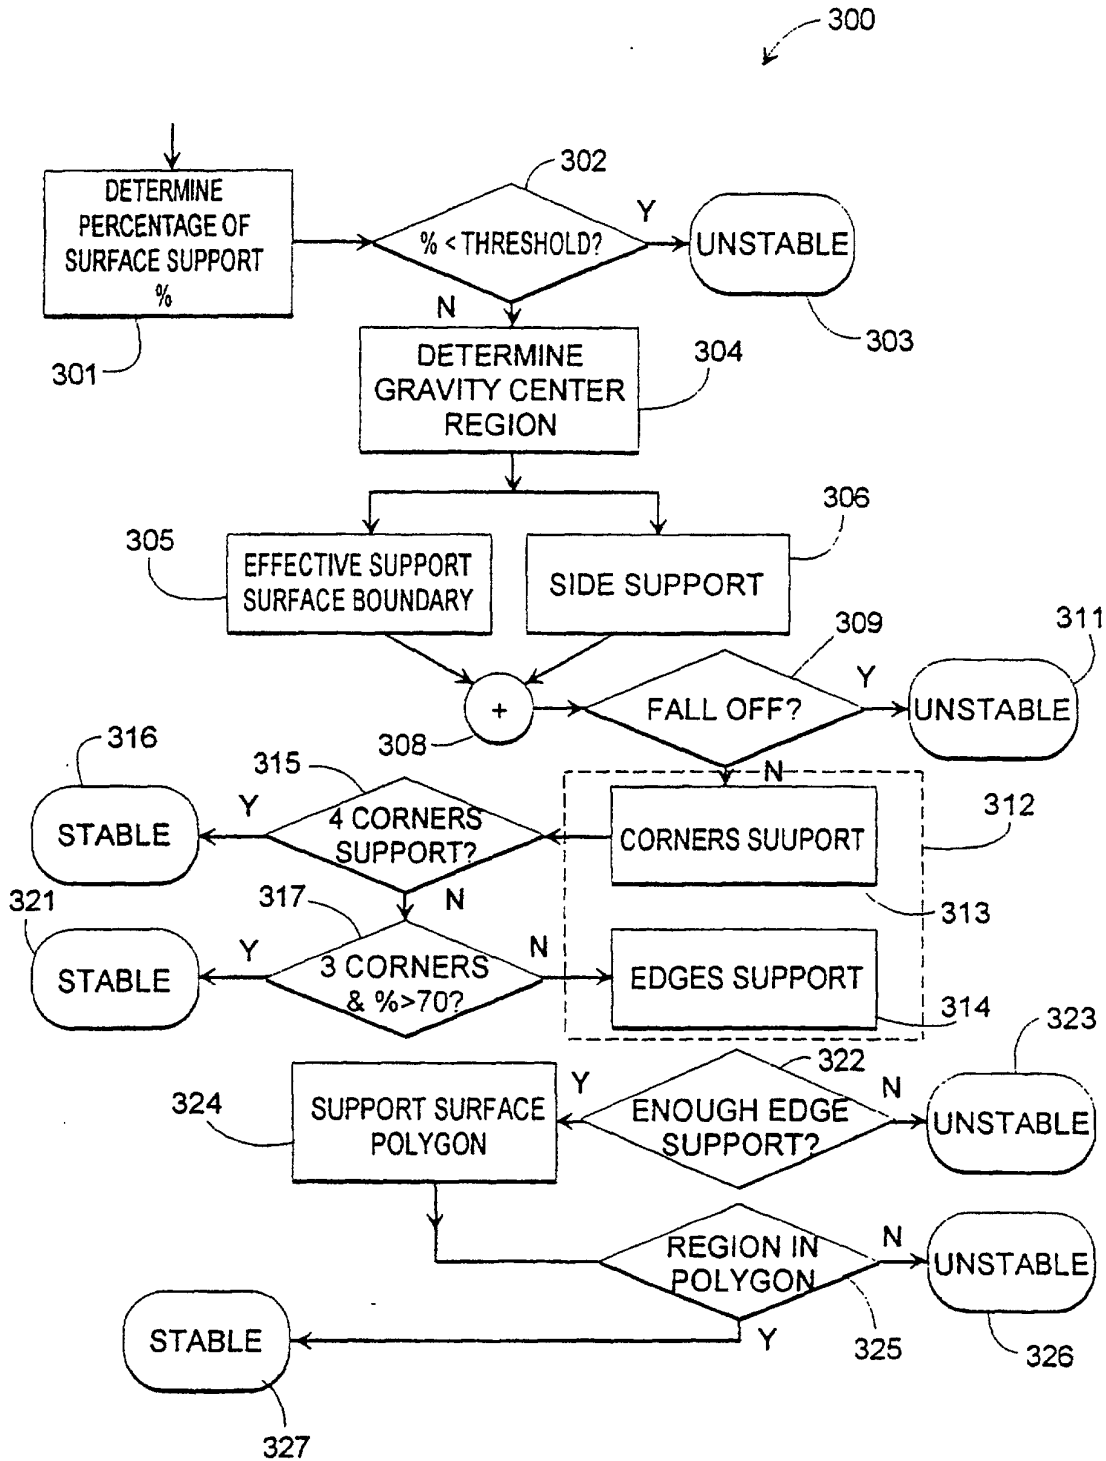 300
302
DETERMINE
PERCENTAGE OF
SURFACE SUPPORT
%
% < THRESHOLD?
Y
UNSTABLE
N
301
303
DETERMINE
GRAVITY CENTER
REGION
304
305
306
EFFECTIVE SUPPORT
SURFACE BOUNDARY
SIDE SUPPORT
309
311
+
308
FALL OFF?
Y
UNSTABLE
N
316
315
312
STABLE
Y
4 CORNERS
SUPPORT?
CORNERS SUUPORT
N
313
321
317
STABLE
Y
3 CORNERS
& %>70?
N
EDGES SUPPORT
314
323
322
324
SUPPORT SURFACE
POLYGON
Y
ENOUGH EDGE
SUPPORT?
N
UNSTABLE
REGION IN
POLYGON
N
UNSTABLE
Y
325
326
STABLE
327